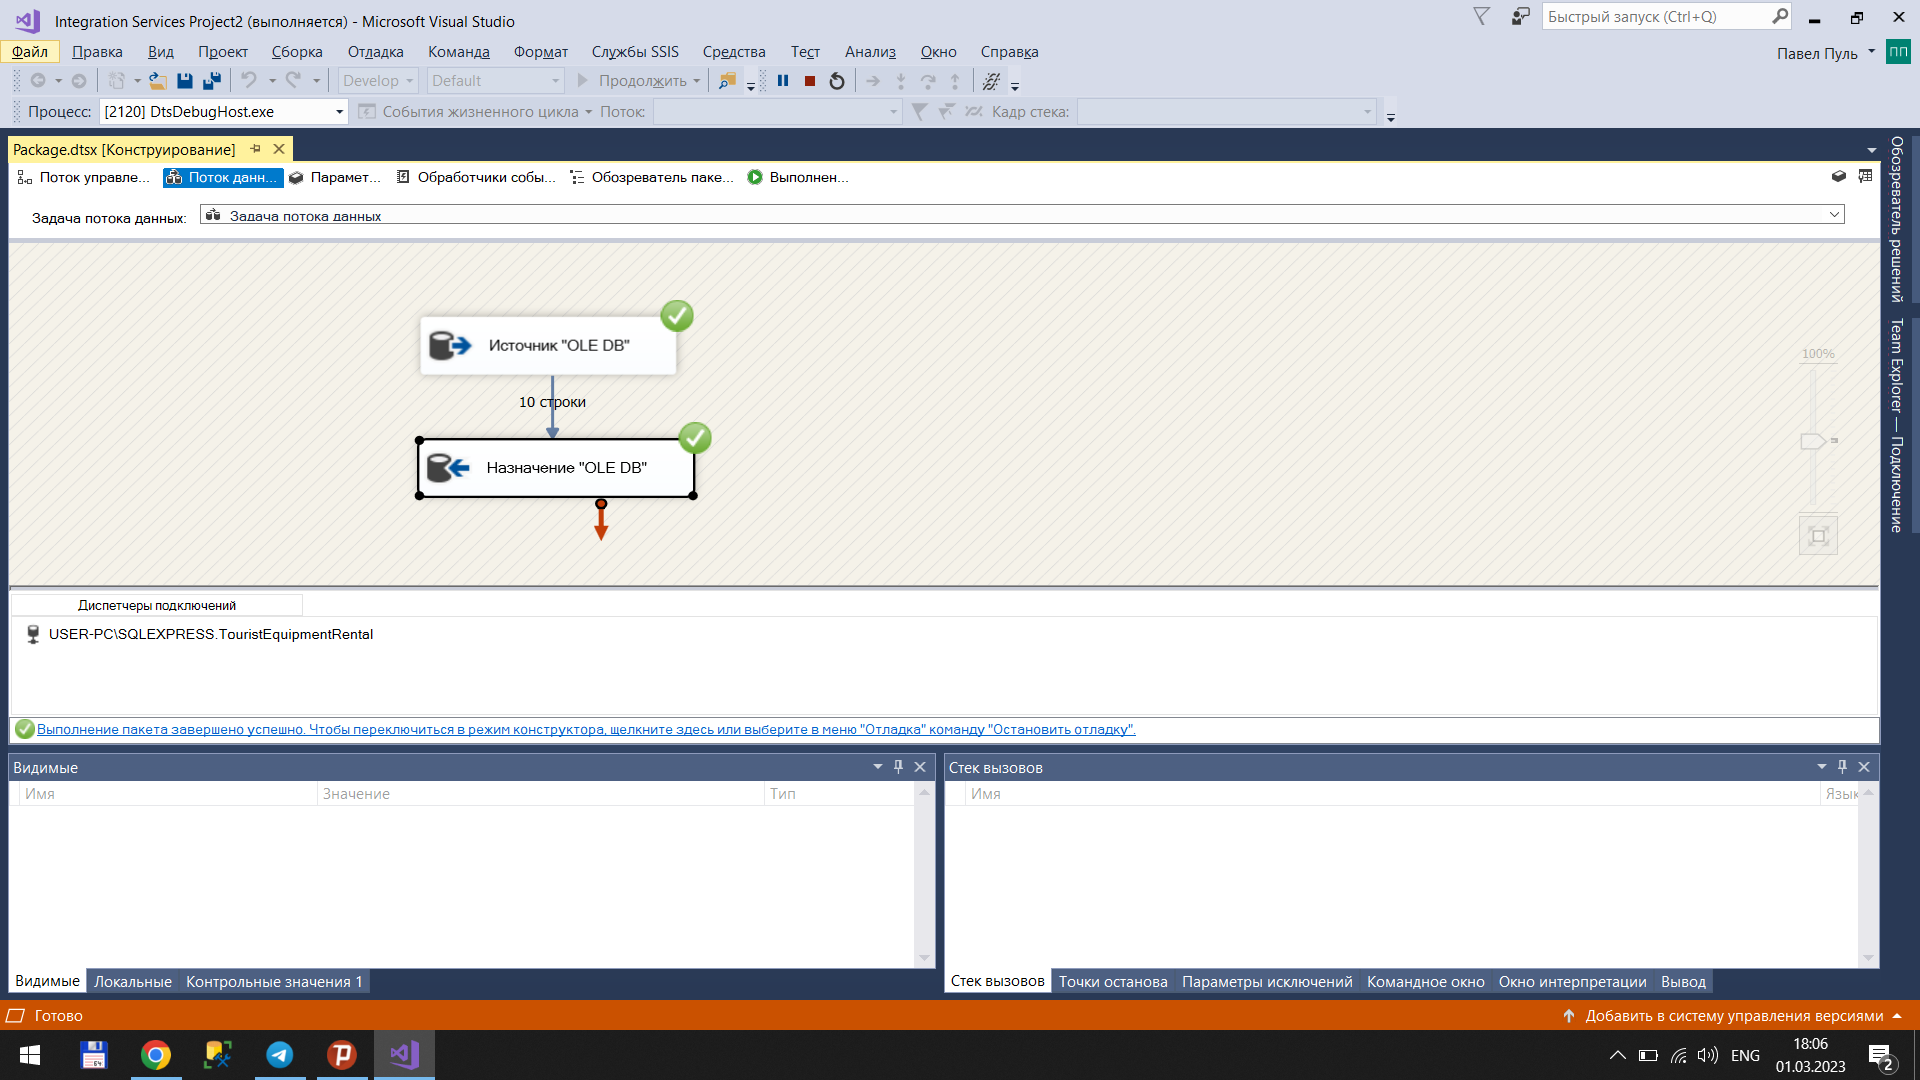 Integration Services Project2 (выполняется) - Microsoft Visual Studio
Быстрый запуск (Ctrl+Q)
Файл Правка Вид Проект Сборка Отладка Команда Формат Службы SSIS Средства Тест Анализ Окно Справка
Павел Пуль ПП
Develop Default Продолжить
Процесс: [2120] DtsDebugHost.exe События жизненного цикла Поток: Кадр стека:
Package.dtsx [Конструирование]
Поток управле... Поток данн... Парамет... Обработчики собы... Обозреватель паке... Выполнен...
Задача потока данных: Задача потока данных
Источник "OLE DB"
10 строки
Назначение "OLE DB"
100%
Обозреватель решений
Team Explorer — Подключение
Диспетчеры подключений
USER-PC\SQLEXPRESS.TouristEquipmentRental
Выполнение пакета завершено успешно. Чтобы переключиться в режим конструктора, щелкните здесь или выберите в меню "Отладка" команду "Остановить отладку".
Видимые
Имя Значение Тип
Видимые Локальные Контрольные значения 1
Стек вызовов
Имя Язык
Стек вызовов Точки останова Параметры исключений Командное окно Окно интерпретации Вывод
Готово
Добавить в систему управления версиями
64
ENG
18:06
01.03.2023
2